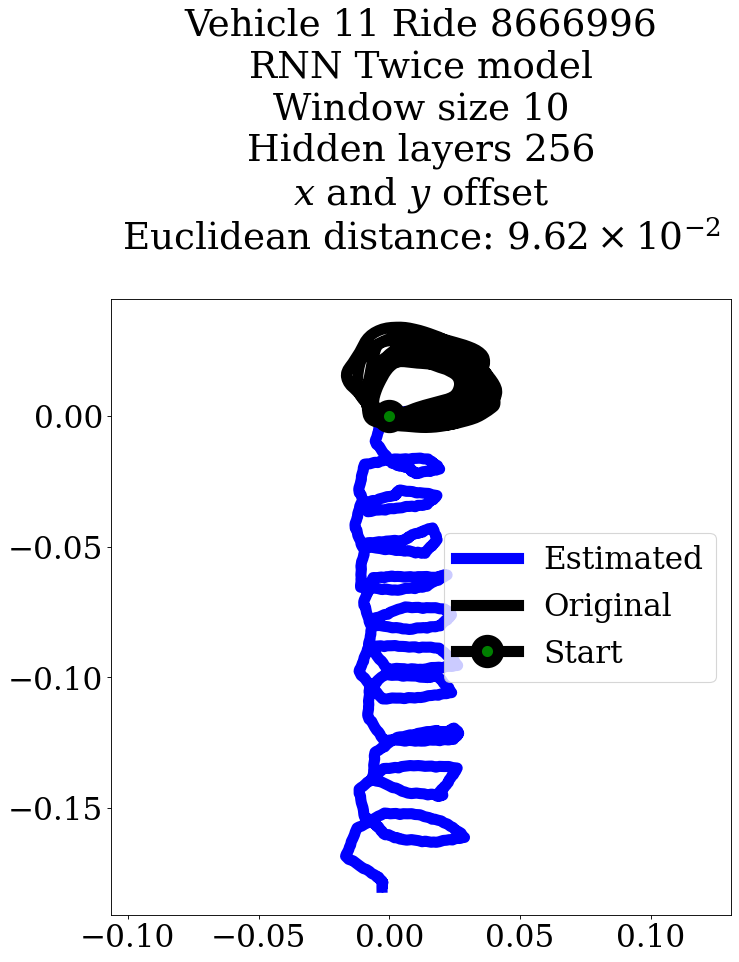 Vehicle 11 Ride 8666996
RNN Twice model
Window size 10
Hidden layers 256
x and y offset
Euclidean distance: 9.62 × 10⁻²
0.00
−0.05
−0.10
−0.15
Estimated
Original
Start
−0.10
−0.05
0.00
0.05
0.10